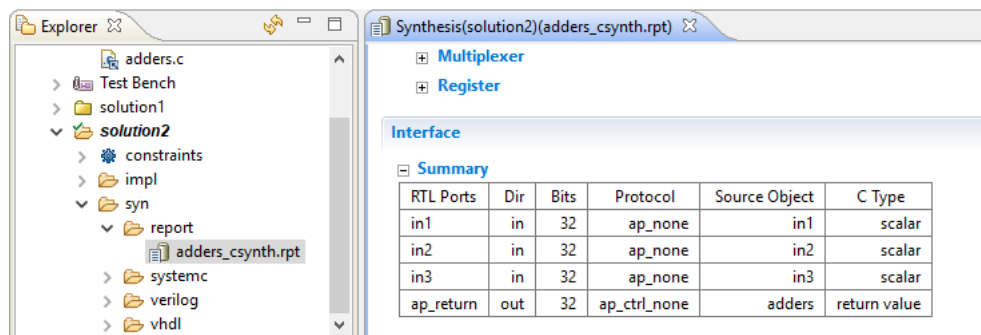 Explorer
adders.c
Test Bench
solution1
solution2
constraints
impl
syn
report
adders_csynth.rpt
systemc
verilog
vhdl
Synthesis(solution2)(adders_csynth.rpt)
Multiplexer
Register
Interface
Summary
RTL Ports Dir Bits Protocol Source Object C Type
in1 in 32 ap_none in1 scalar
in2 in 32 ap_none in2 scalar
in3 in 32 ap_none in3 scalar
ap_return out 32 ap_ctrl_none adders return value